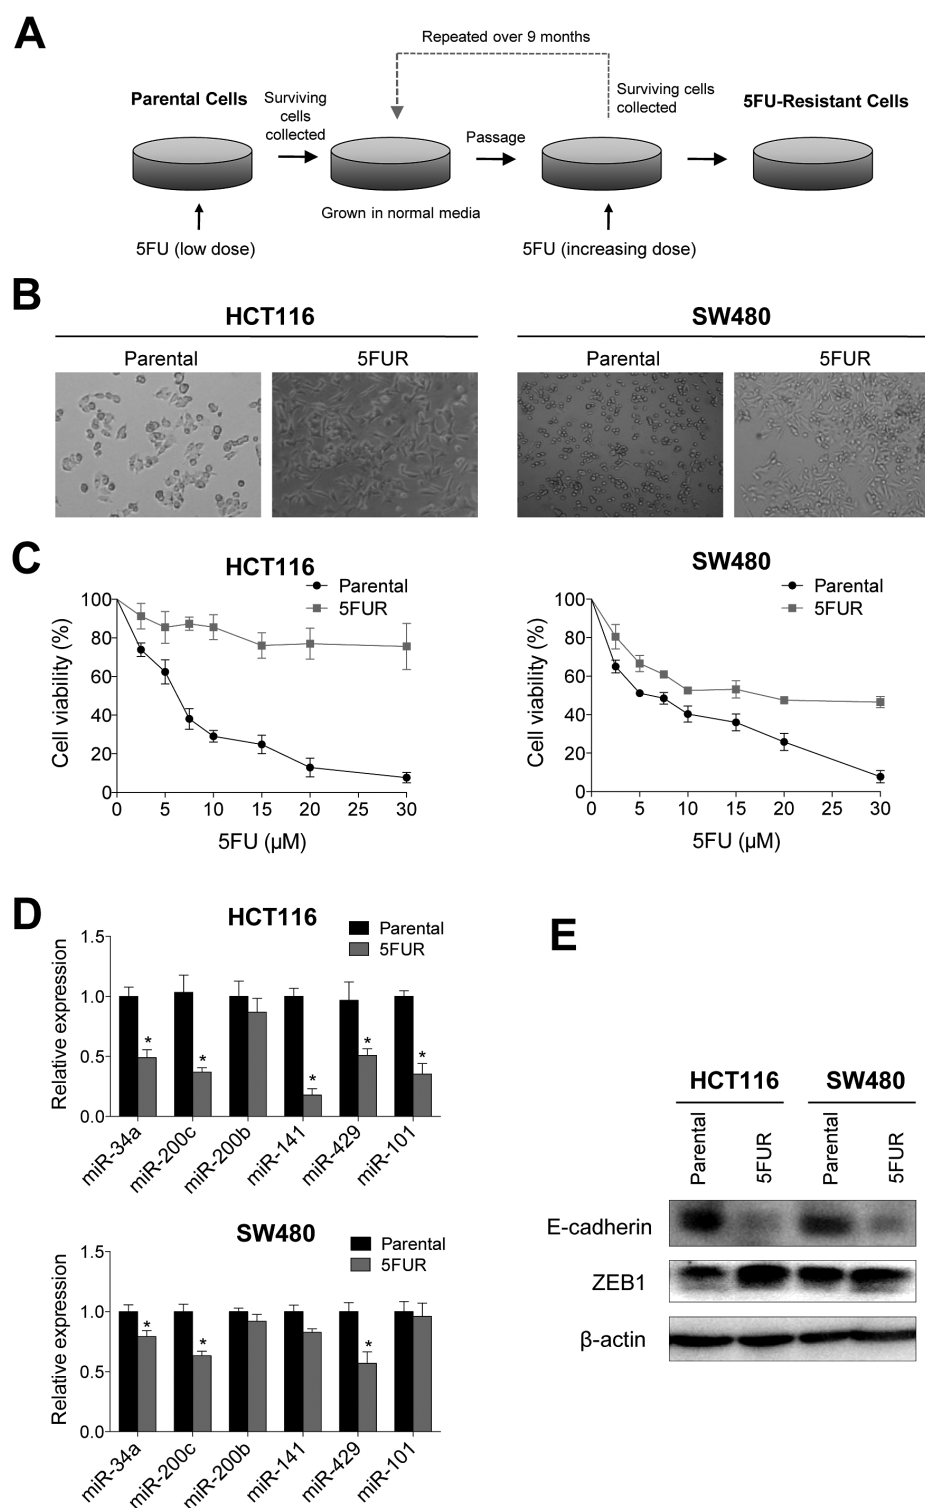 A
Repeated over 9 months
Parental Cells
Surviving
cells
collected
Surviving cells
collected
5FU-Resistant Cells
Passage
Grown in normal media
5FU (low dose)
5FU (increasing dose)
B
HCT116
SW480
Parental
5FUR
Parental
5FUR
C
HCT116
Parental
5FUR
Cell viability (%)
100
80
60
40
20
0
0 5 10 15 20 25 30
5FU (μM)
SW480
Parental
5FUR
Cell viability (%)
100
80
60
40
20
0
0 5 10 15 20 25 30
5FU (μM)
D
HCT116
Parental
5FUR
Relative expression
1.5
1.0
0.5
0.0
* * * * *
miR-34a
miR-200c
miR-200b
miR-141
miR-429
miR-101
SW480
Parental
5FUR
Relative expression
1.5
1.0
0.5
0.0
* * *
miR-34a
miR-200c
miR-200b
miR-141
miR-429
miR-101
E
HCT116
SW480
Parental
5FUR
Parental
5FUR
E-cadherin
ZEB1
β-actin